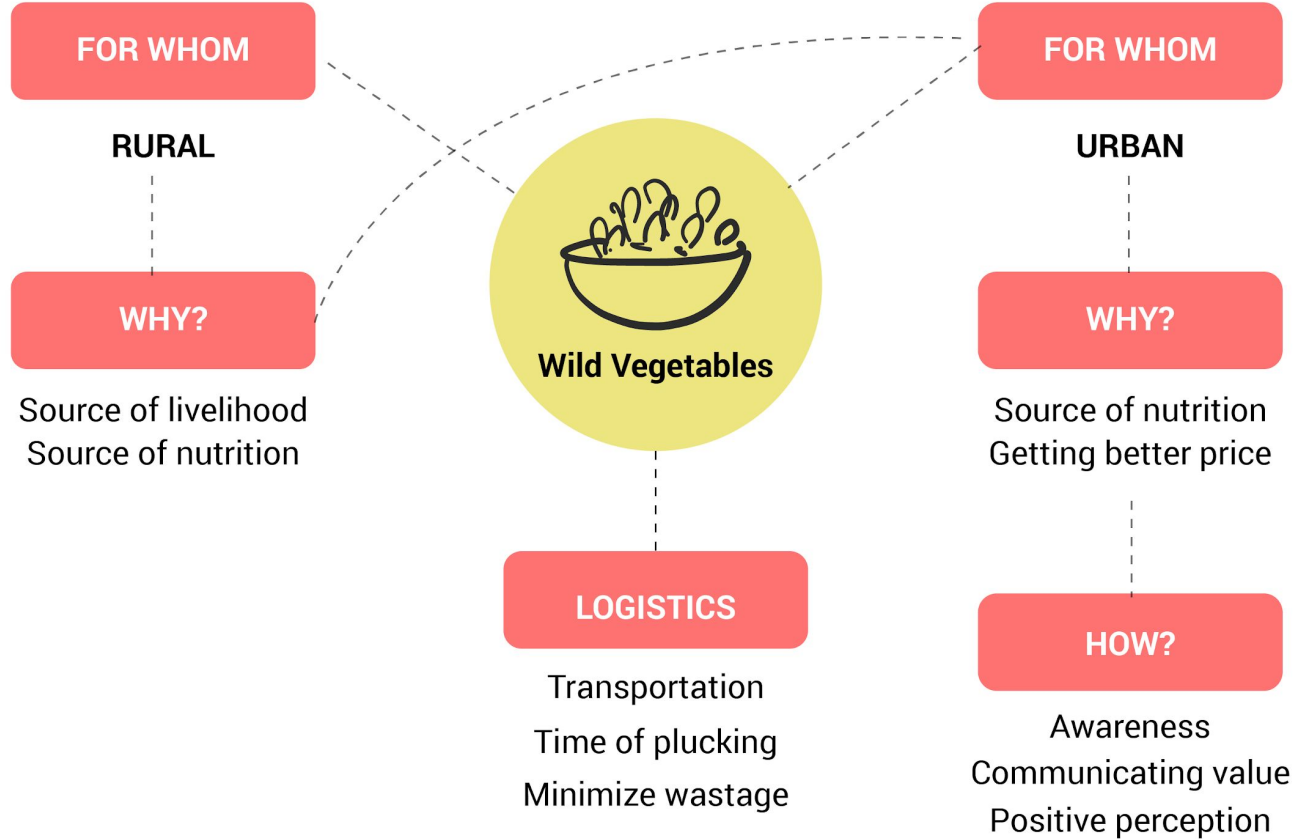 FOR WHOM
RURAL
WHY?
Source of livelihood
Source of nutrition
Wild Vegetables
LOGISTICS
Transportation
Time of plucking
Minimize wastage
FOR WHOM
URBAN
WHY?
Source of nutrition
Getting better price
HOW?
Awareness
Communicating value
Positive perception